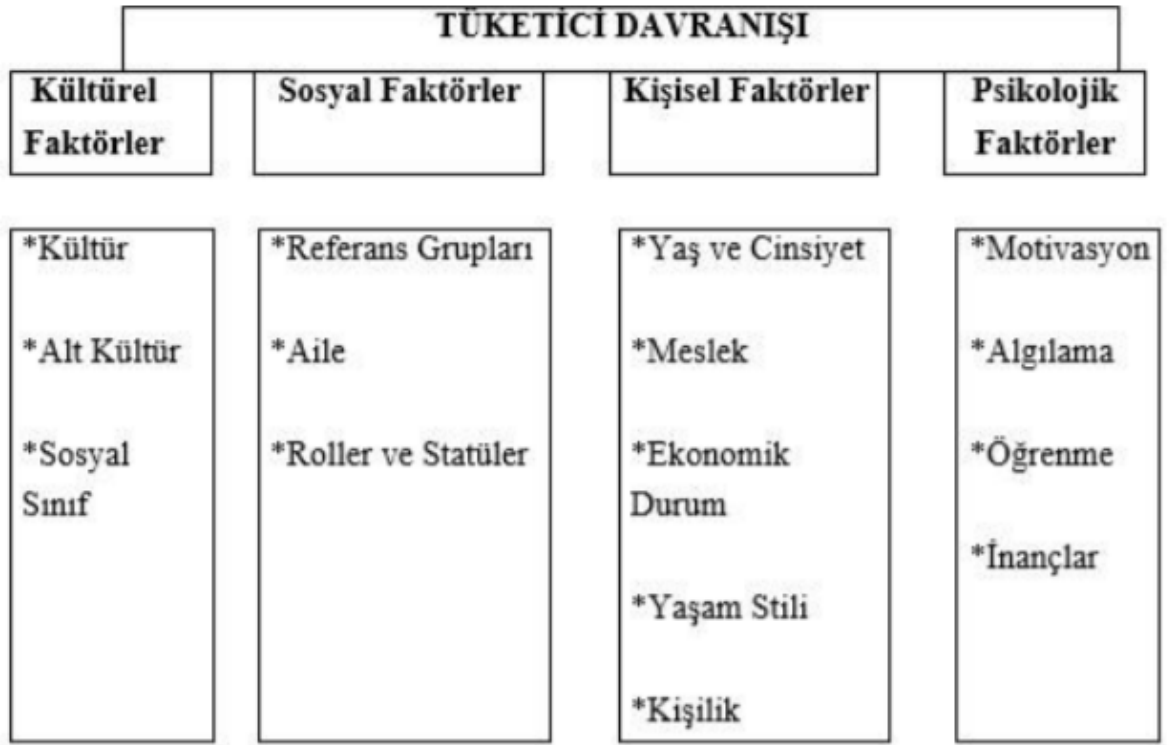 TÜKETİCİ DAVRANIŞI
Kültürel
Faktörler
Sosyal Faktörler
Kişisel Faktörler
Psikolojik
Faktörler
*Kültür
*Alt Kültür
*Sosyal
Sınıf
*Referans Grupları
*Aile
*Roller ve Statüler
*Yaş ve Cinsiyet
*Meslek
*Ekonomik
Durum
*Yaşam Stili
*Kişilik
*Motivasyon
*Algılama
*Öğrenme
*İnançlar